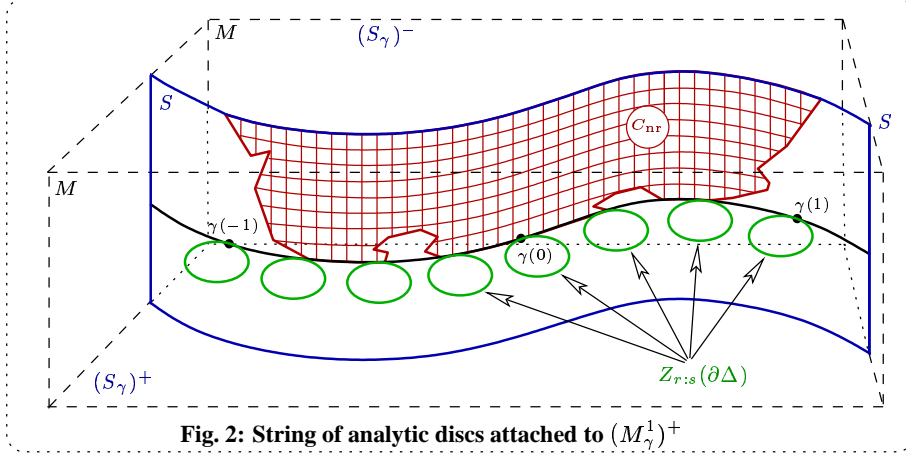 M
(S_γ)^−
S
C_nr
S
M
γ(−1)
γ(1)
γ(0)
Z_{r:s}(∂Δ)
(S_γ)^+
Fig. 2: String of analytic discs attached to (M_γ^1)^+